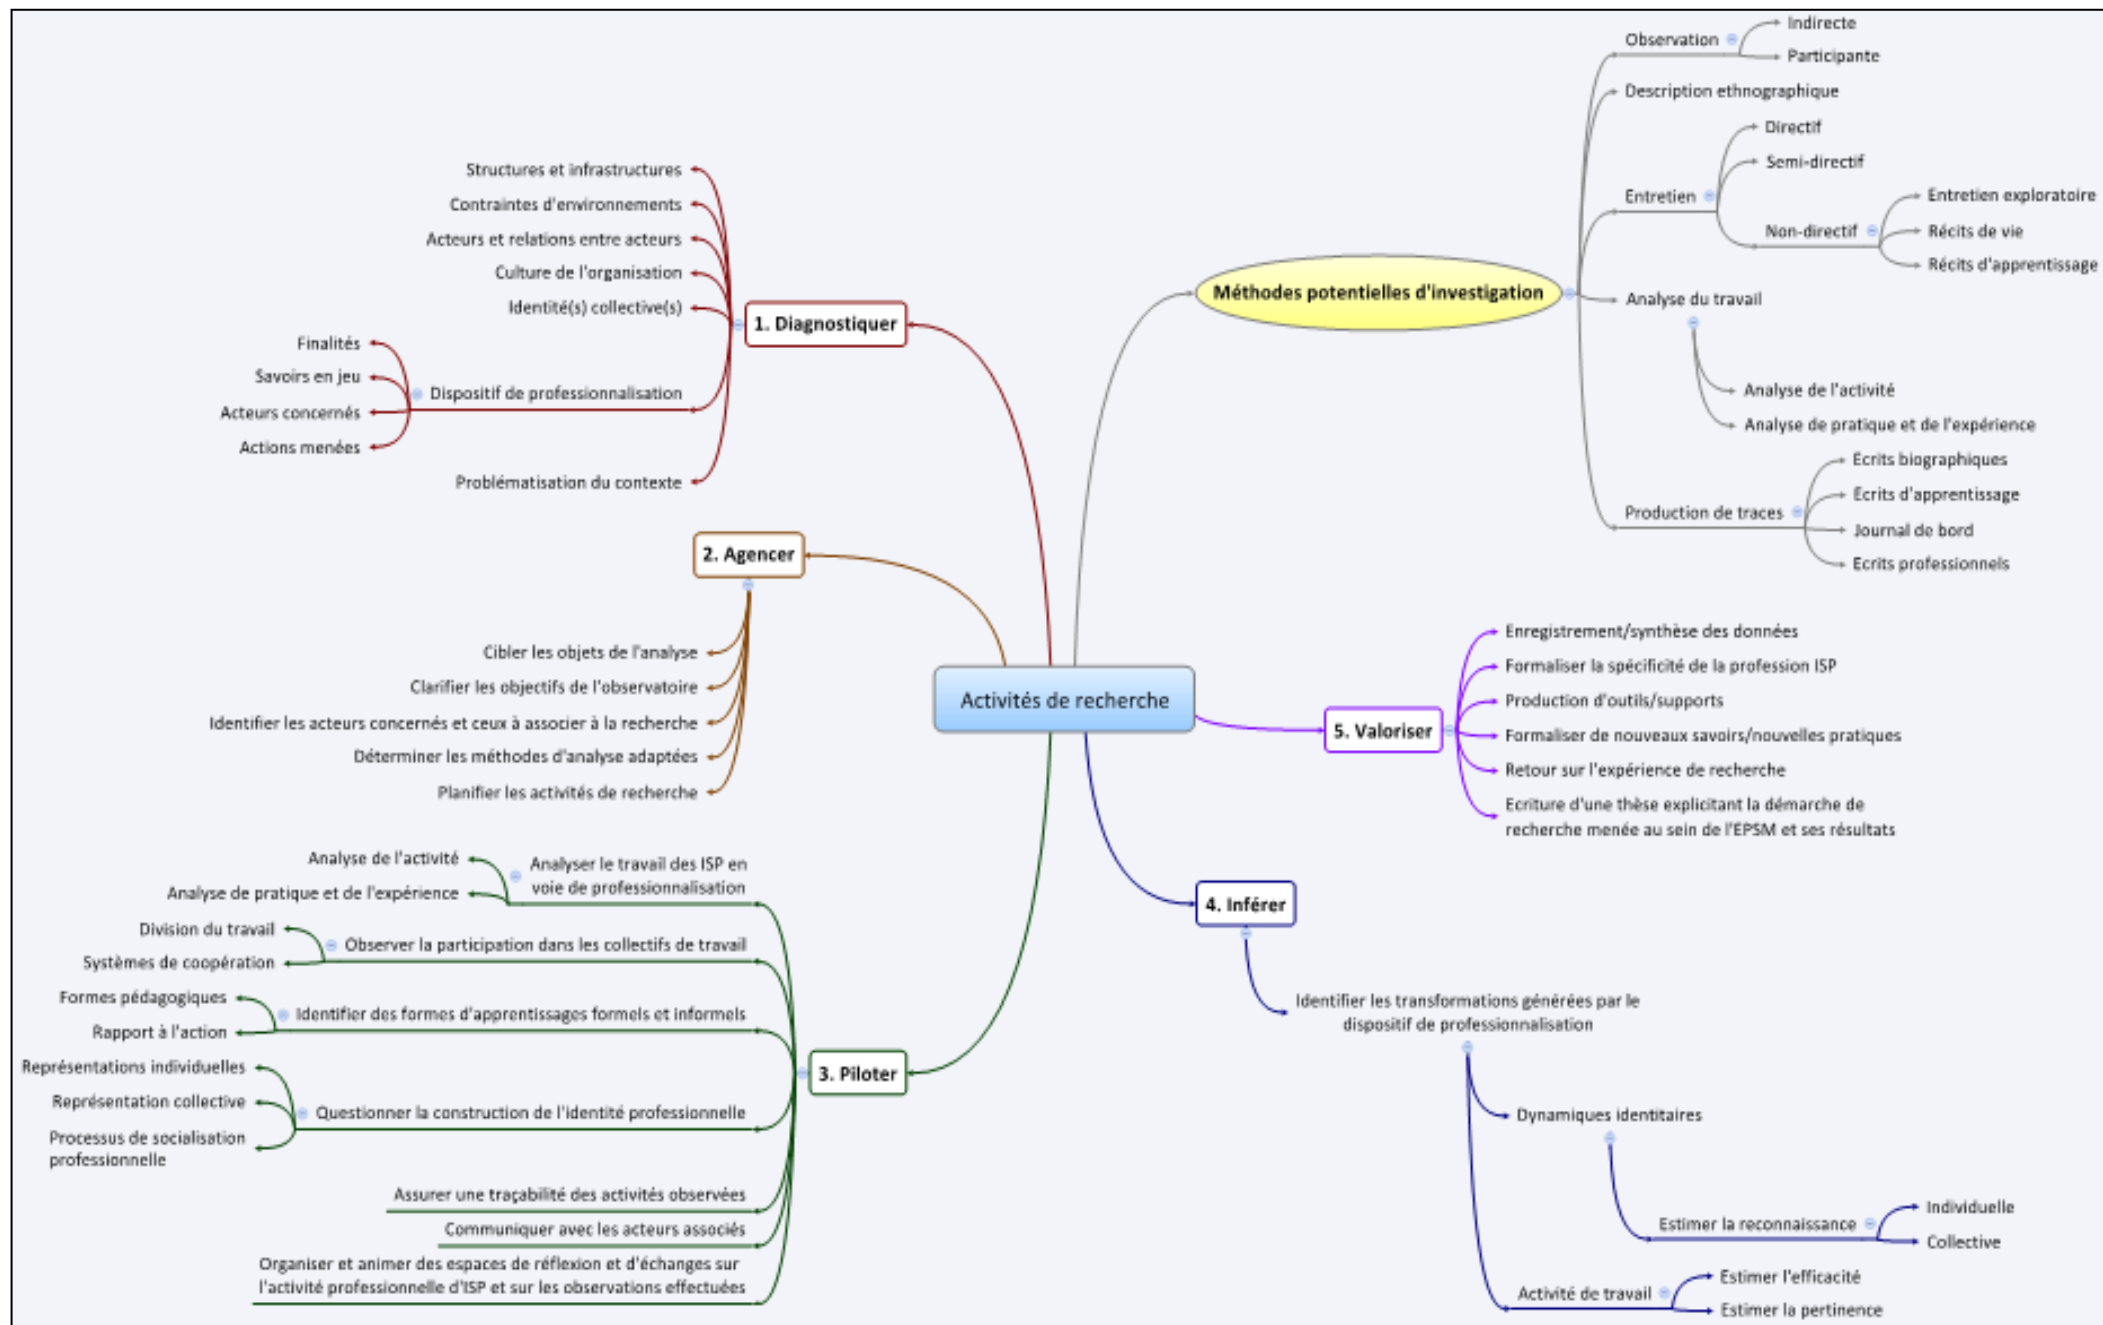 Activités de recherche
1. Diagnostiquer
Structures et infrastructures
Contraintes d'environnements
Acteurs et relations entre acteurs
Culture de l'organisation
Identité(s) collective(s)
Dispositif de professionnalisation
Finalités
Savoirs en jeu
Acteurs concernés
Actions menées
Problématisation du contexte
2. Agencer
Cibler les objets de l'analyse
Clarifier les objectifs de l'observatoire
Identifier les acteurs concernés et ceux à associer à la recherche
Déterminer les méthodes d'analyse adaptées
Planifier les activités de recherche
3. Piloter
Analyser le travail des ISP en
voie de professionnalisation
Analyse de l'activité
Analyse de pratique et de l'expérience
Observer la participation dans les collectifs de travail
Division du travail
Systèmes de coopération
Identifier des formes d'apprentissages formels et informels
Formes pédagogiques
Rapport à l'action
Questionner la construction de l'identité professionnelle
Représentations individuelles
Représentation collective
Processus de socialisation
professionnelle
Assurer une traçabilité des activités observées
Communiquer avec les acteurs associés
Organiser et animer des espaces de réflexion et d'échanges sur
l'activité professionnelle d'ISP et sur les observations effectuées
Méthodes potentielles d'investigation
Observation
Indirecte
Participante
Description ethnographique
Entretien
Directif
Semi-directif
Non-directif
Entretien exploratoire
Récits de vie
Récits d'apprentissage
Analyse du travail
Analyse de l'activité
Analyse de pratique et de l'expérience
Production de traces
Ecrits biographiques
Ecrits d'apprentissage
Journal de bord
Ecrits professionnels
5. Valoriser
Enregistrement/synthèse des données
Formaliser la spécificité de la profession ISP
Production d'outils/supports
Formaliser de nouveaux savoirs/nouvelles pratiques
Retour sur l'expérience de recherche
Ecriture d'une thèse explicitant la démarche de
recherche menée au sein de l'EPSM et ses résultats
4. Inférer
Identifier les transformations générées par le
dispositif de professionnalisation
Dynamiques identitaires
Estimer la reconnaissance
Individuelle
Collective
Activité de travail
Estimer l'efficacité
Estimer la pertinence